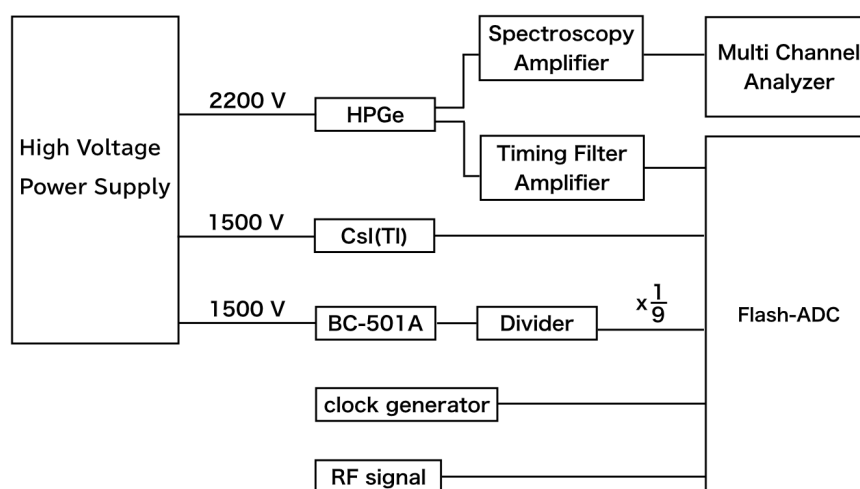 High Voltage
Power Supply
2200 V
HPGe
Spectroscopy
Amplifier
Multi Channel
Analyzer
Timing Filter
Amplifier
1500 V
CsI(Tl)
1500 V
BC-501A
Divider
x 1/9
Flash-ADC
clock generator
RF signal